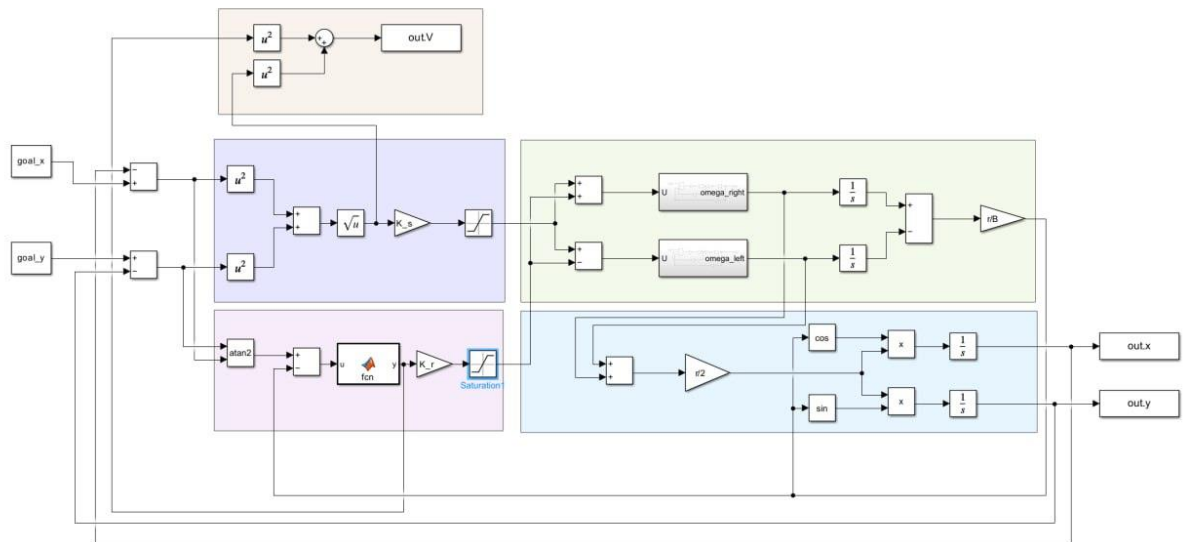 u²
+
+
out.V
u²
goal_x
−
+
u²
+
+
√u
K_s
goal_y
+
−
u²
+
+
U
omega_right
1/s
+
−
r/B
+
−
U
omega_left
1/s
atan2
+
−
u
fcn
y
K_r
Saturation1
+
+
r/2
cos
x
1/s
out.x
sin
x
1/s
out.y